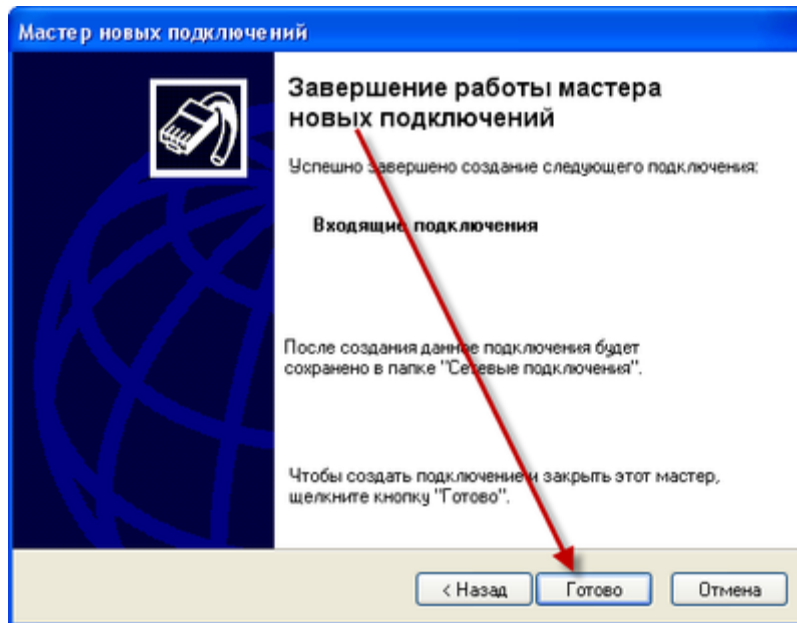 Мастер новых подключений
Завершение работы мастера
новых подключений
Успешно завершено создание следующего подключения:
Входящие подключения
После создания данное подключения будет
сохранено в папке "Сетевые подключения".
Чтобы создать подключение и закрыть этот мастер,
щелкните кнопку "Готово".
< Назад
Готово
Отмена